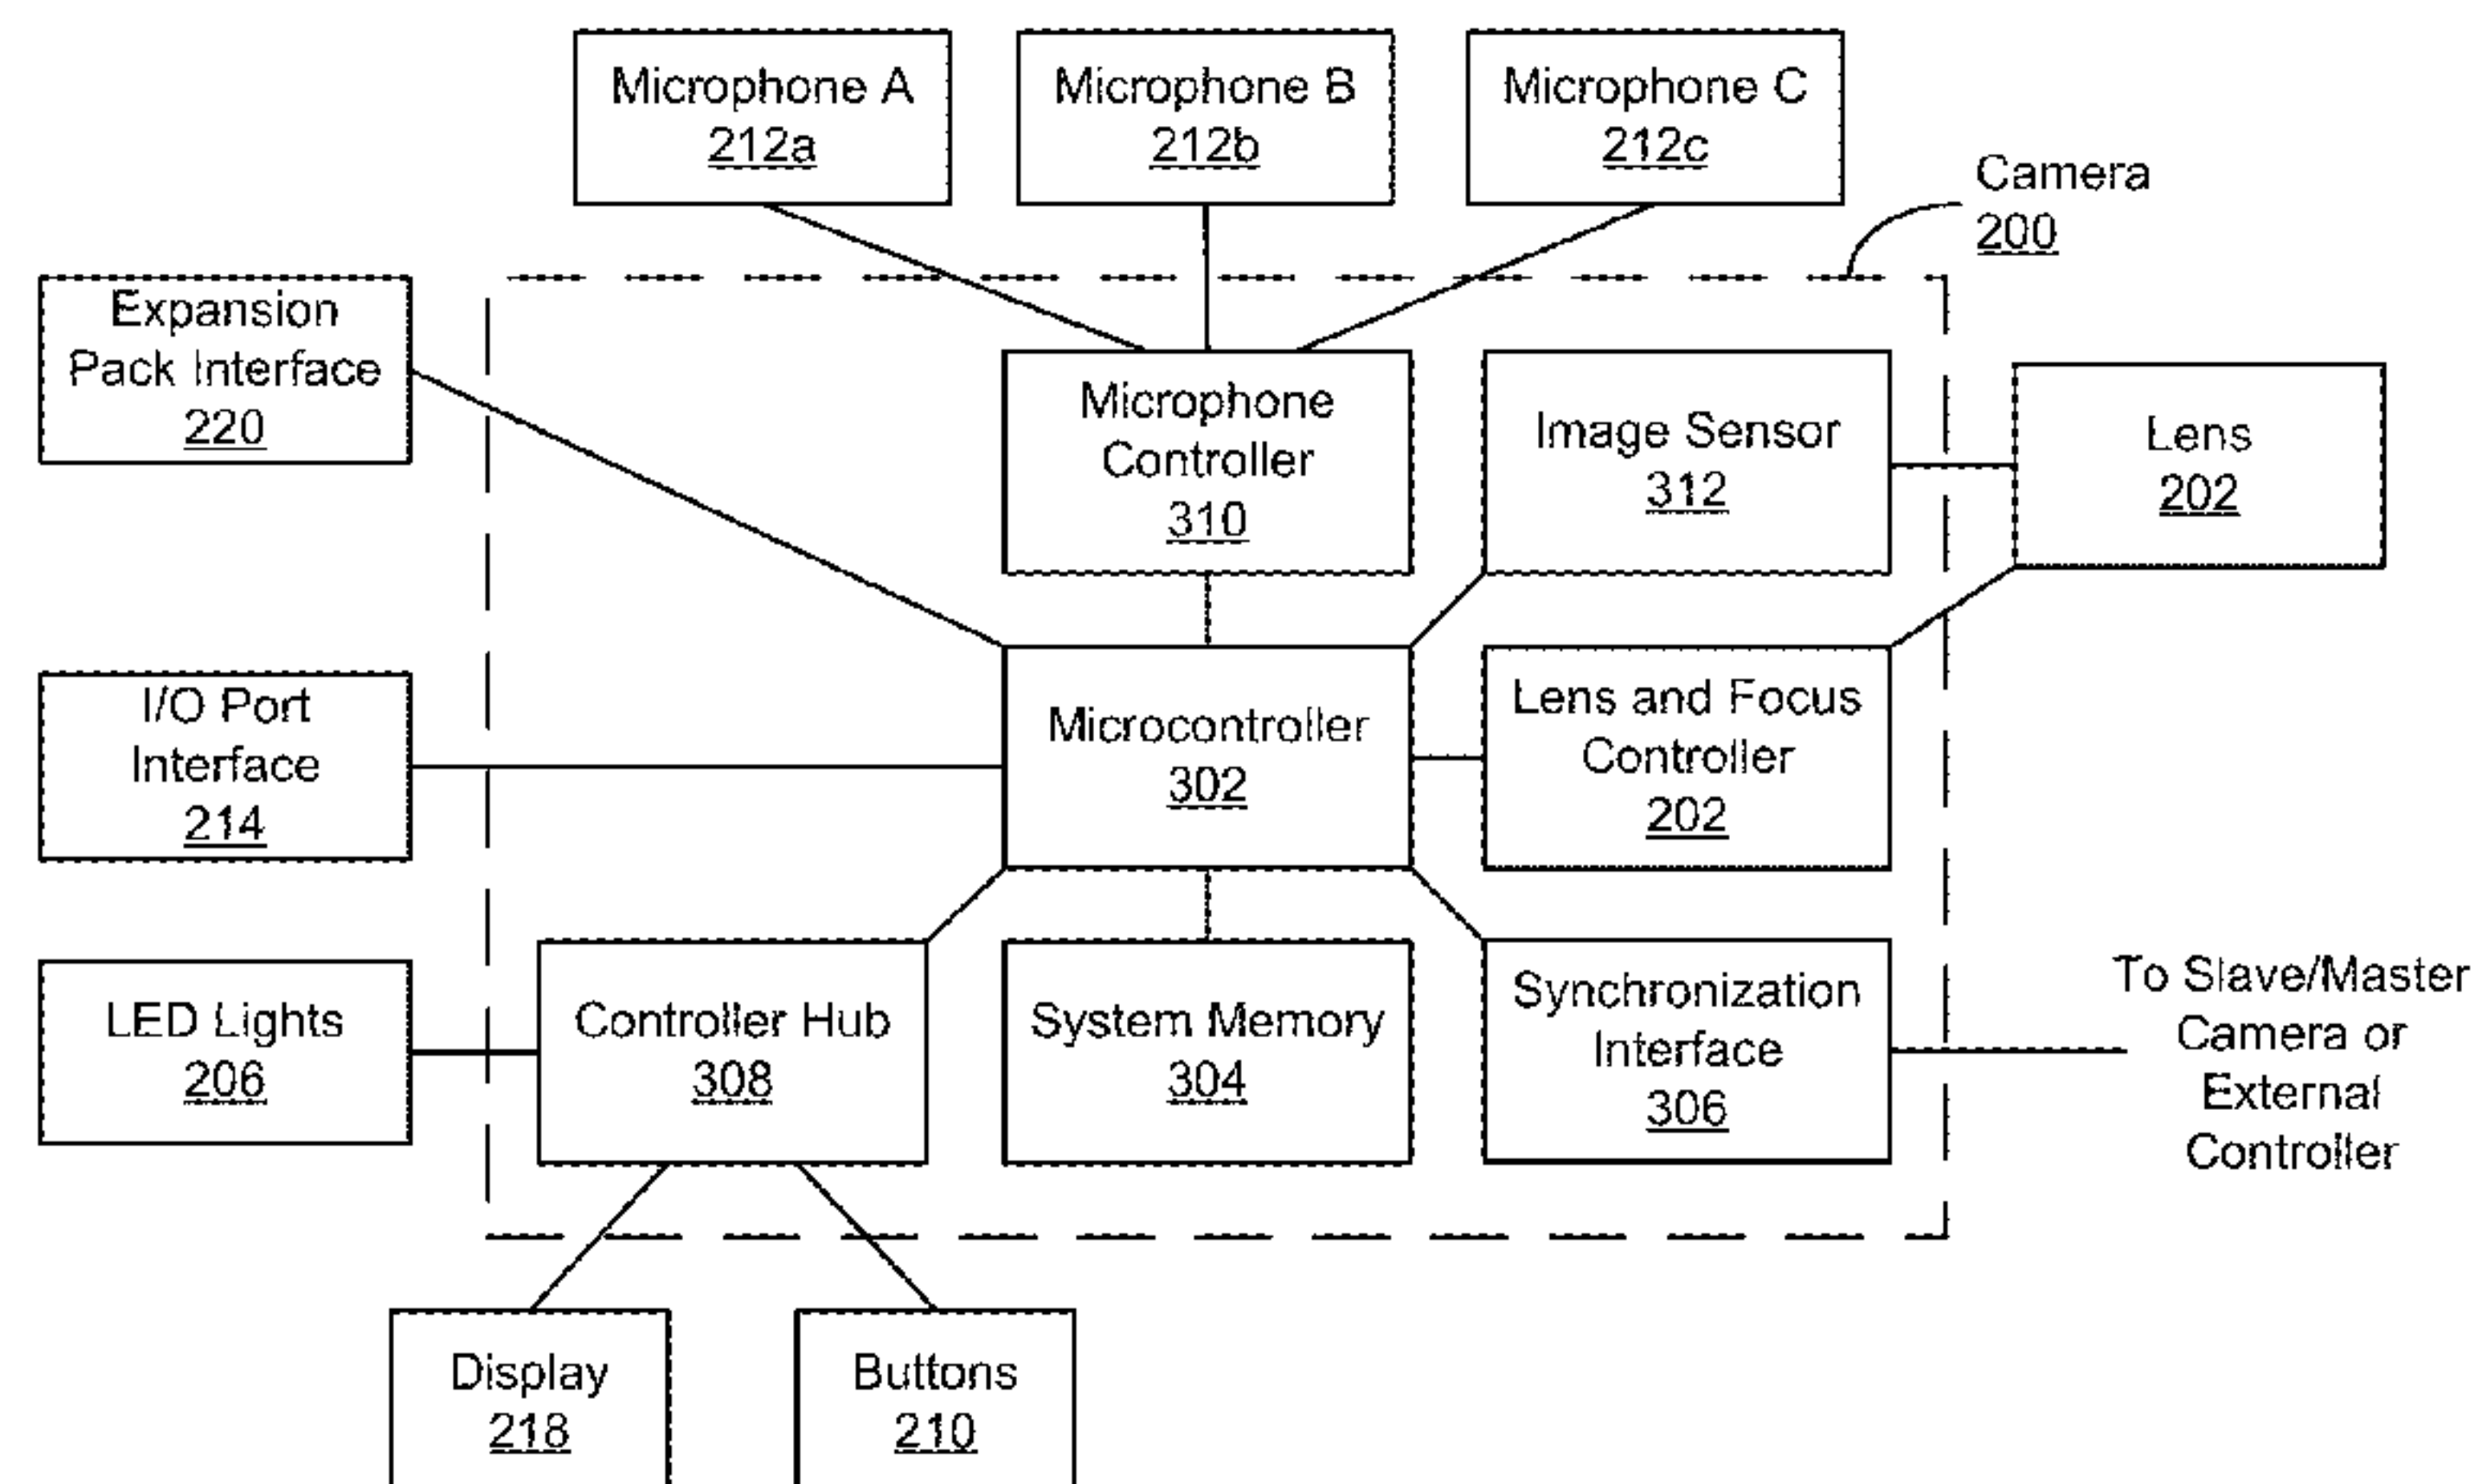 Microphone A
212a
Microphone B
212b
Microphone C
212c
Camera
200
Expansion
Pack Interface
220
Microphone
Controller
310
Image Sensor
312
Lens
202
I/O Port
Interface
214
Microcontroller
302
Lens and Focus
Controller
202
LED Lights
206
Controller Hub
308
System Memory
304
Synchronization
Interface
306
To Slave/Master
Camera or
External
Controller
Display
218
Buttons
210